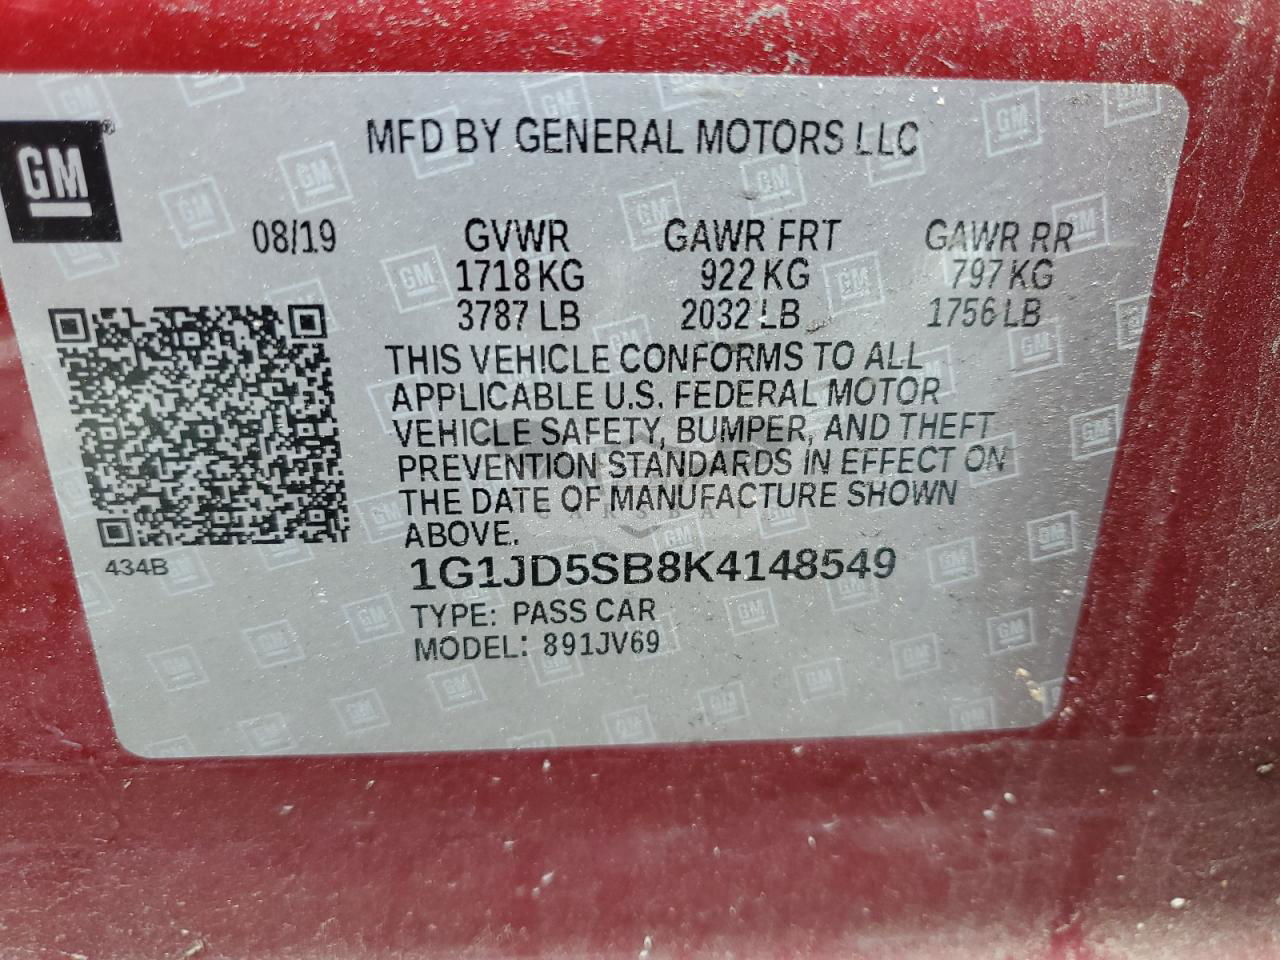 MFD BY GENERAL MOTORS LLC
GM
08/19 GVWR GAWR FRT GAWR RR
1718 KG 922 KG 797 KG
3787 LB 2032 LB 1756 LB
THIS VEHICLE CONFORMS TO ALL
APPLICABLE U.S. FEDERAL MOTOR
VEHICLE SAFETY, BUMPER, AND THEFT
PREVENTION STANDARDS IN EFFECT ON
THE DATE OF MANUFACTURE SHOWN
ABOVE.
434B
1G1JD5SB8K4148549
TYPE: PASS CAR
MODEL: 891JV69